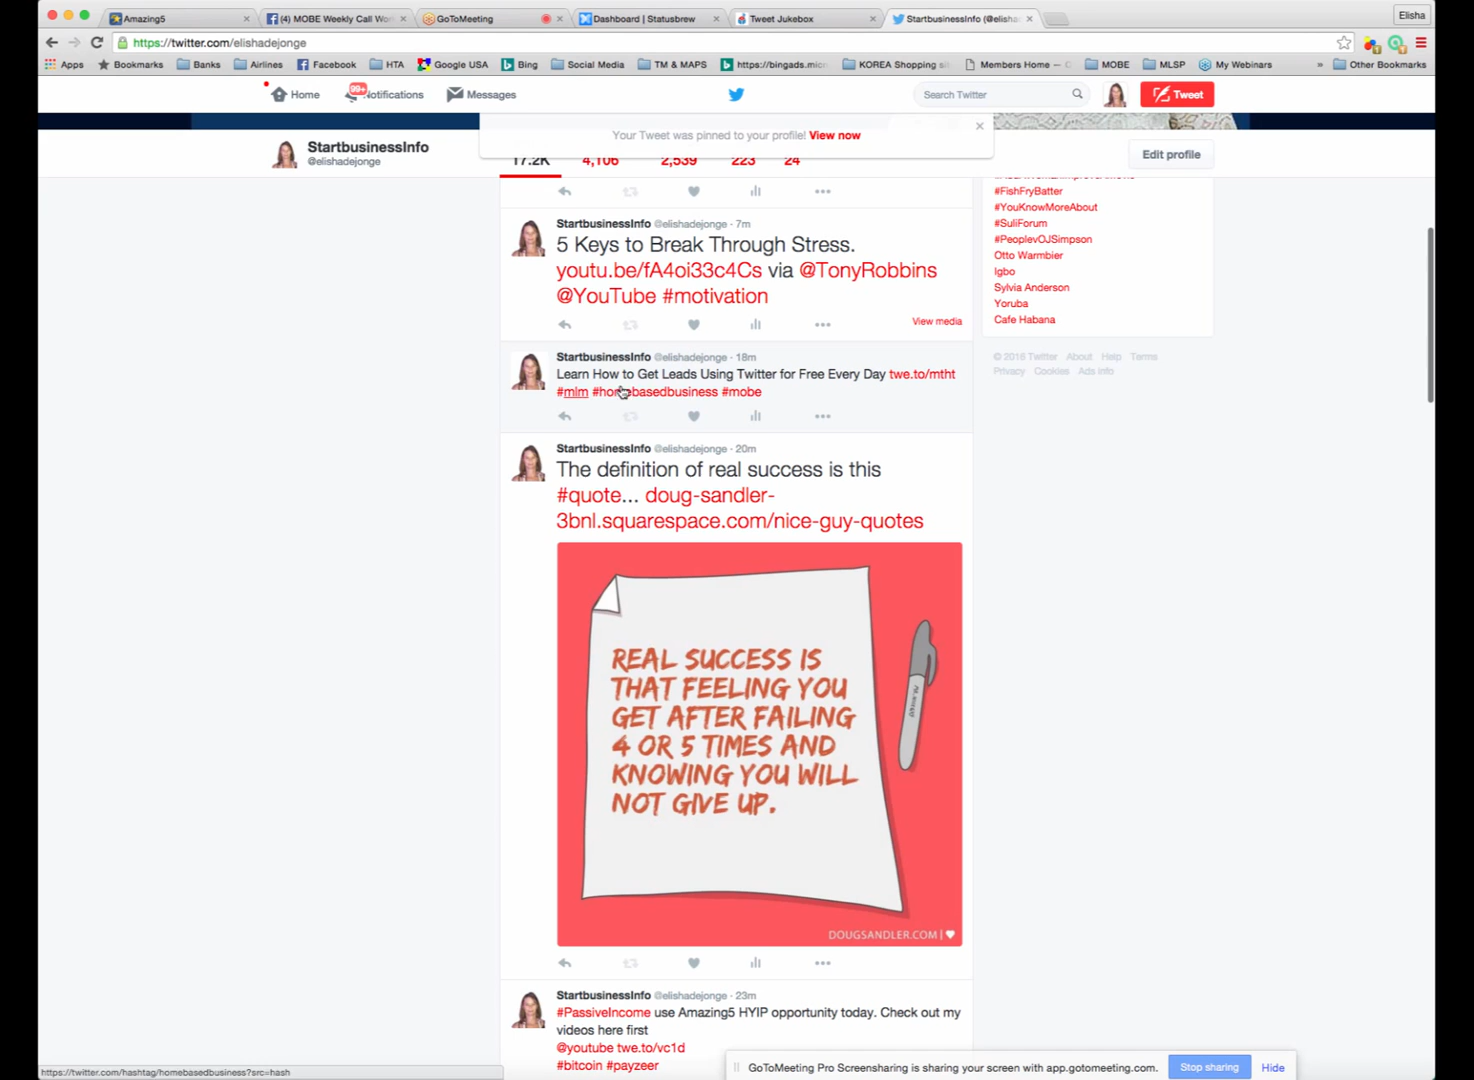 Amazing5
(4) MOBE Weekly Call Wor
GoToMeeting
Dashboard | Statusbrew
Tweet Jukebox
StartbusinessInfo (@elisha
Elisha
https://twitter.com/elishadejonge
Apps
Bookmarks
Banks
Airlines
Facebook
HTA
Google USA
Bing
Social Media
TM & MAPS
https://bingads.micr
KOREA Shopping si
Members Home —
MOBE
MLSP
My Webinars
»
Other Bookmarks
Home
99+
Notifications
Messages
Search Twitter
Tweet
Your Tweet was pinned to your profile! View now
StartbusinessInfo
@elishadejonge
17.2K 4,106 2,539 223 24
Edit profile
#FishFryBatter
#YouKnowMoreAbout
#SuliForum
#PeoplevOJSimpson
Otto Warmbier
Igbo
Sylvia Anderson
Yoruba
Cafe Habana
© 2016 Twitter About Help Terms
Privacy Cookies Ads info
StartbusinessInfo @elishadejonge · 7m
5 Keys to Break Through Stress.
youtu.be/fA4oi33c4Cs via @TonyRobbins
@YouTube #motivation
View media
StartbusinessInfo @elishadejonge · 18m
Learn How to Get Leads Using Twitter for Free Every Day twe.to/mtht
#mlm #homebasedbusiness #mobe
StartbusinessInfo @elishadejonge · 20m
The definition of real success is this
#quote... doug-sandler-
3bnl.squarespace.com/nice-guy-quotes
REAL SUCCESS IS
THAT FEELING YOU
GET AFTER FAILING
4 OR 5 TIMES AND
KNOWING YOU WILL
NOT GIVE UP.
DOUGSANDLER.COM |
StartbusinessInfo @elishadejonge · 23m
#PassiveIncome use Amazing5 HYIP opportunity today. Check out my
videos here first
@youtube twe.to/vc1d
#bitcoin #payzeer
https://twitter.com/hashtag/homebasedbusiness?src=hash
GoToMeeting Pro Screensharing is sharing your screen with app.gotomeeting.com.
Stop sharing
Hide